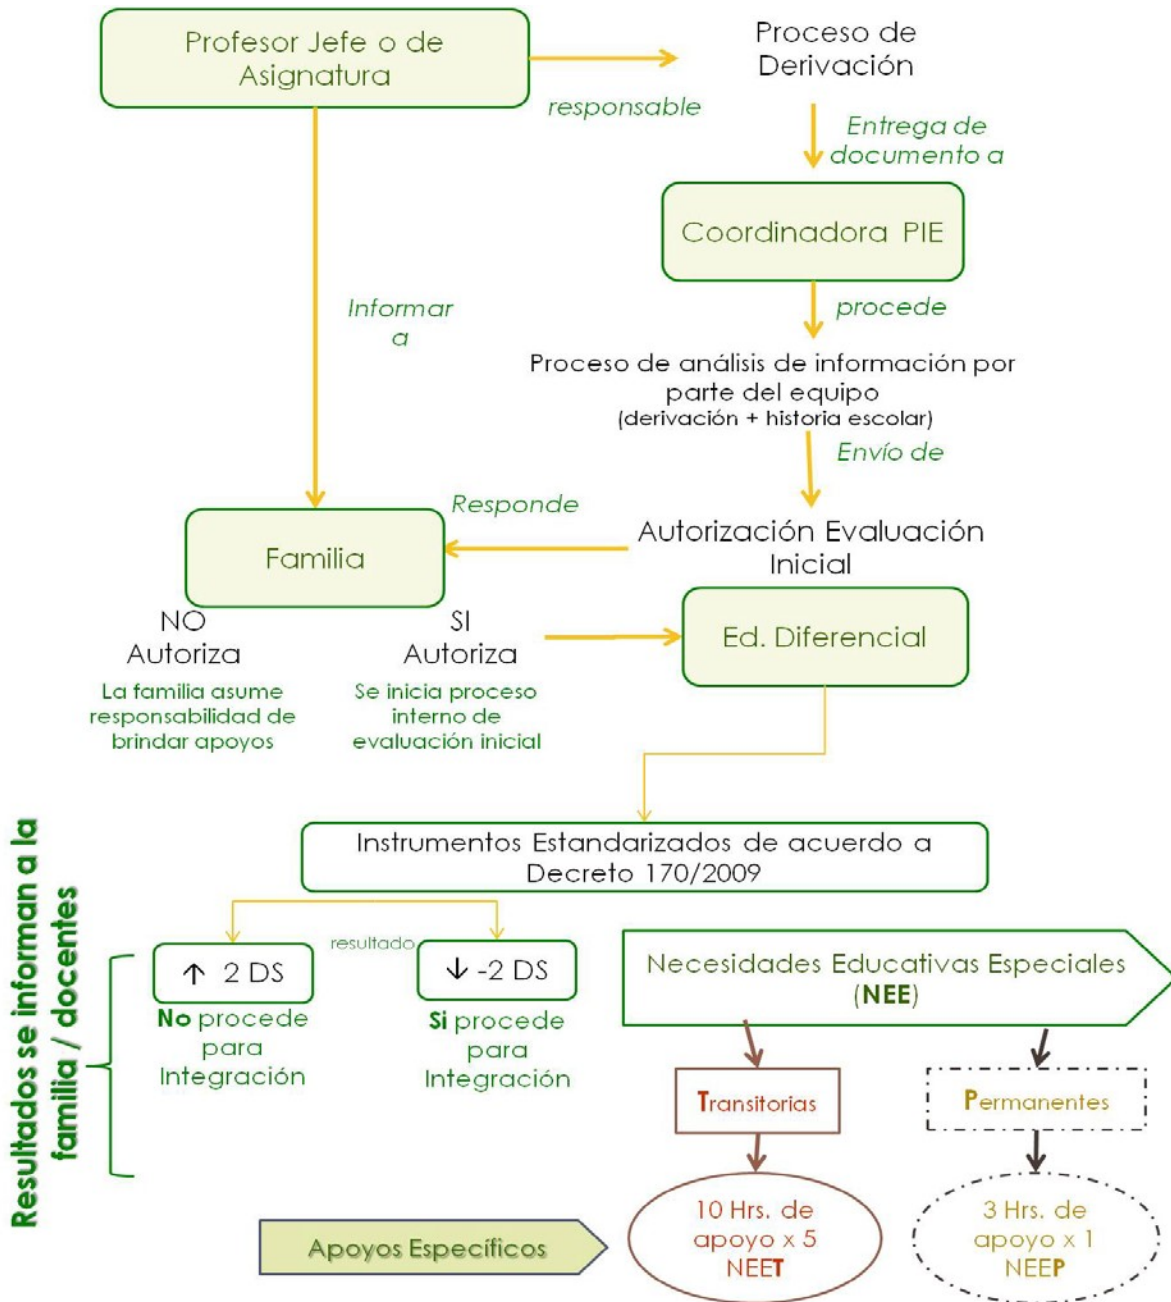 Profesor Jefe o de
Asignatura
responsable
Proceso de
Derivación
Entrega de
documento a
Coordinadora PIE
procede
Informar
a
Proceso de análisis de información por
parte del equipo
(derivación + historia escolar)
Envío de
Autorización Evaluación
Inicial
Responde
Familia
NO
Autoriza
La familia asume
responsabilidad de
brindar apoyos
SI
Autoriza
Se inicia proceso
interno de
evaluación inicial
Ed. Diferencial
Instrumentos Estandarizados de acuerdo a
Decreto 170/2009
Resultados se informan a la
familia / docentes
resultado
↑ 2 DS
No procede
para
Integración
↓ -2 DS
Si procede
para
Integración
Necesidades Educativas Especiales
(NEE)
Transitorias
Permanentes
Apoyos Específicos
10 Hrs. de
apoyo x 5
NEET
3 Hrs. de
apoyo x 1
NEEP